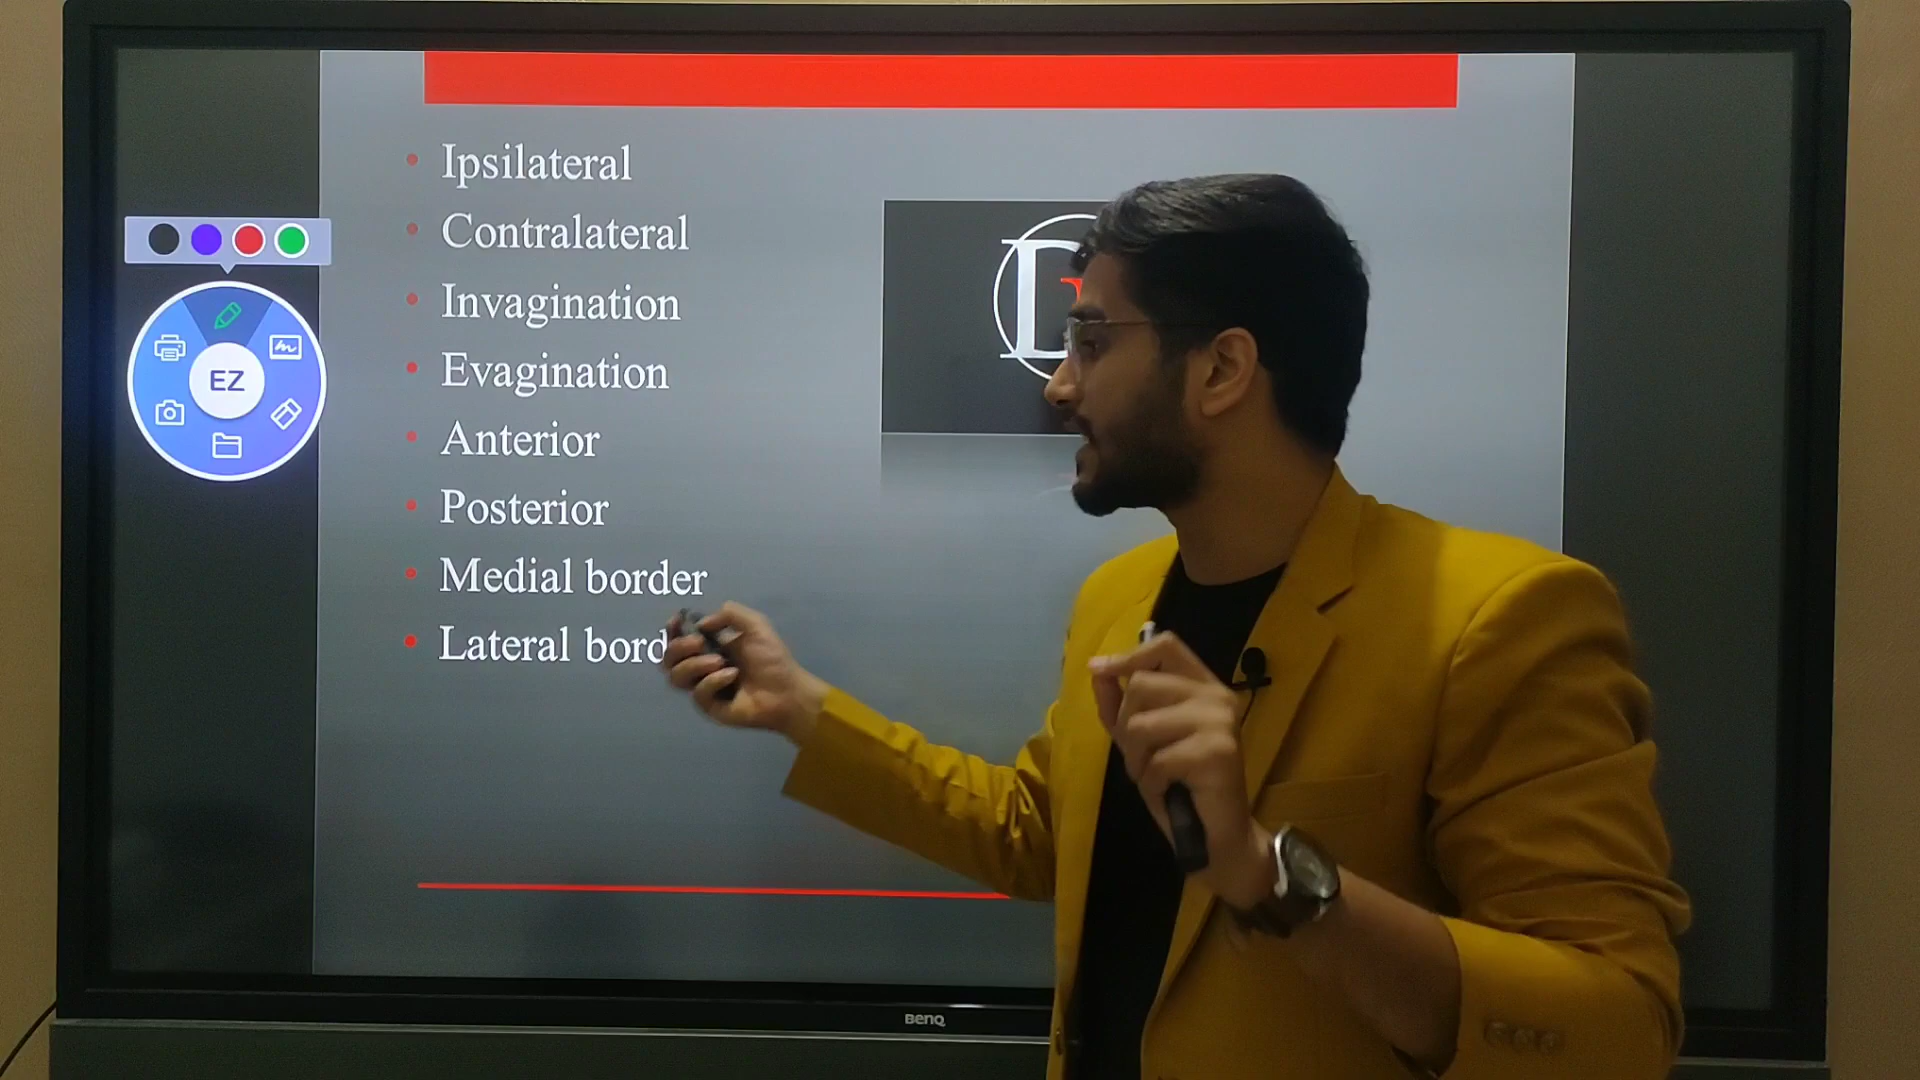 Ipsilateral
Contralateral
Invagination
Evagination
Anterior
Posterior
Medial border
Lateral bord
EZ
D
BenQ